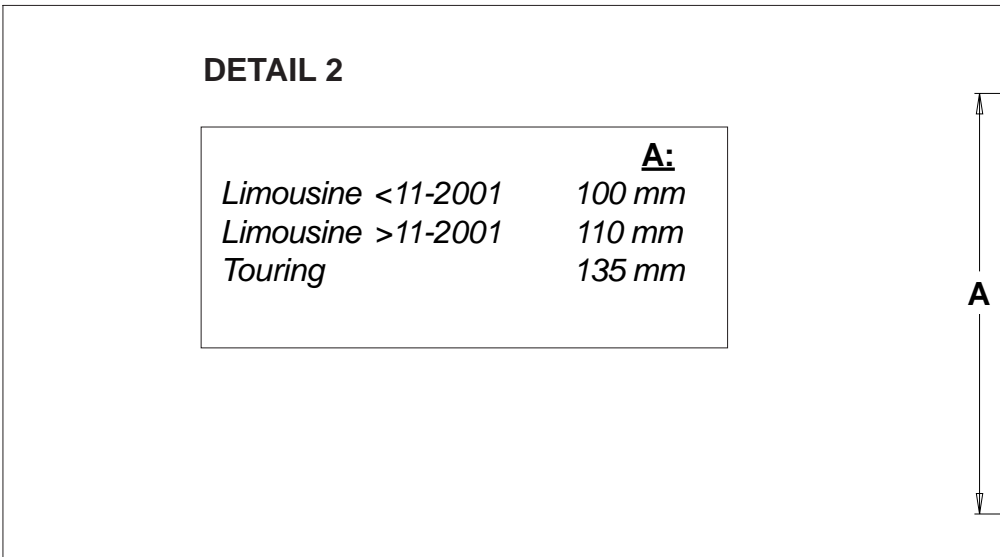 DETAIL 2
A:
Limousine <11-2001 100 mm
Limousine >11-2001 110 mm
Touring 135 mm
A